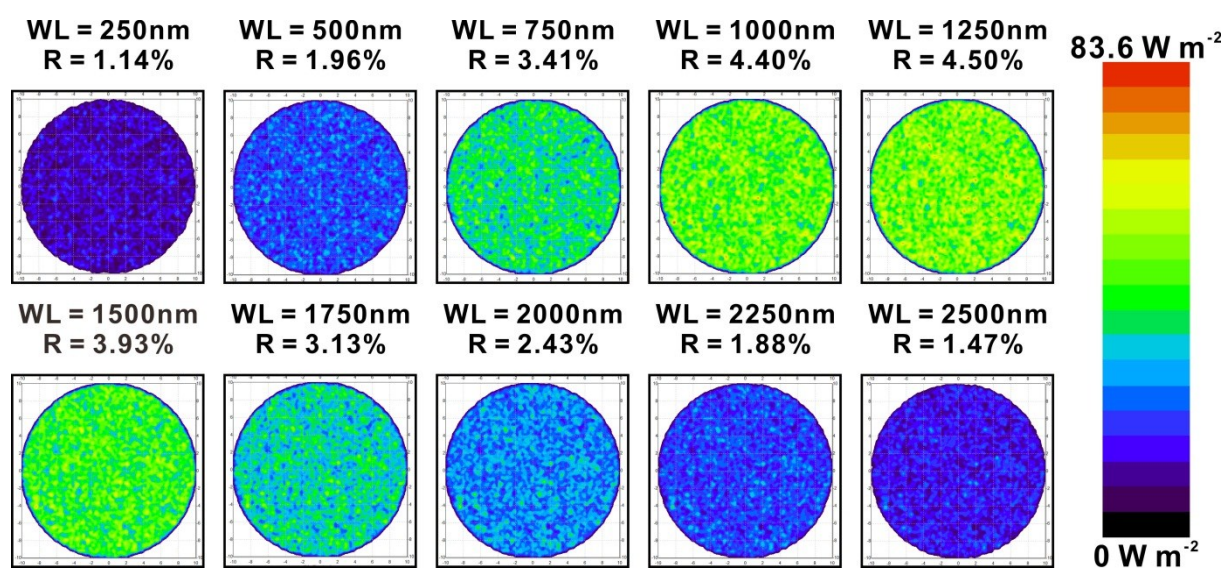 WL = 250nm
R = 1.14%
WL = 500nm
R = 1.96%
WL = 750nm
R = 3.41%
WL = 1000nm
R = 4.40%
WL = 1250nm
R = 4.50%
83.6 W m⁻²
WL = 1500nm
R = 3.93%
WL = 1750nm
R = 3.13%
WL = 2000nm
R = 2.43%
WL = 2250nm
R = 1.88%
WL = 2500nm
R = 1.47%
0 W m⁻²